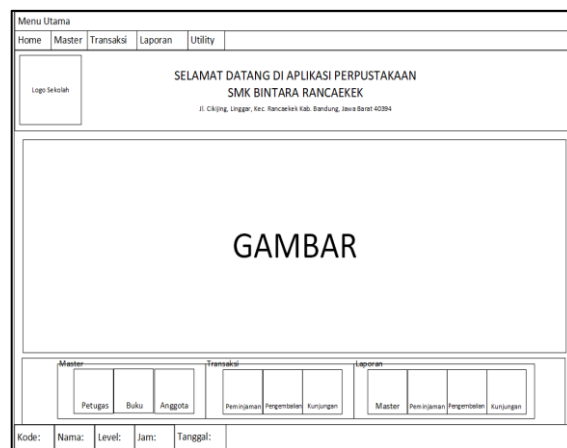 Menu Utama
Home Master Transaksi Laporan Utility
Logo Sekolah
SELAMAT DATANG DI APLIKASI PERPUSTAKAAN
SMK BINTARA RANCAEKEK
Jl. Cikijing, Linggar, Kec. Rancaekek Kab. Bandung, Jawa Barat 40394
GAMBAR
Master Transaksi Laporan
Petugas Buku Anggota Peminjaman Pengembalian Kunjungan Master Peminjaman Pengembalian Kunjungan
Kode: Nama: Level: Jam: Tanggal: